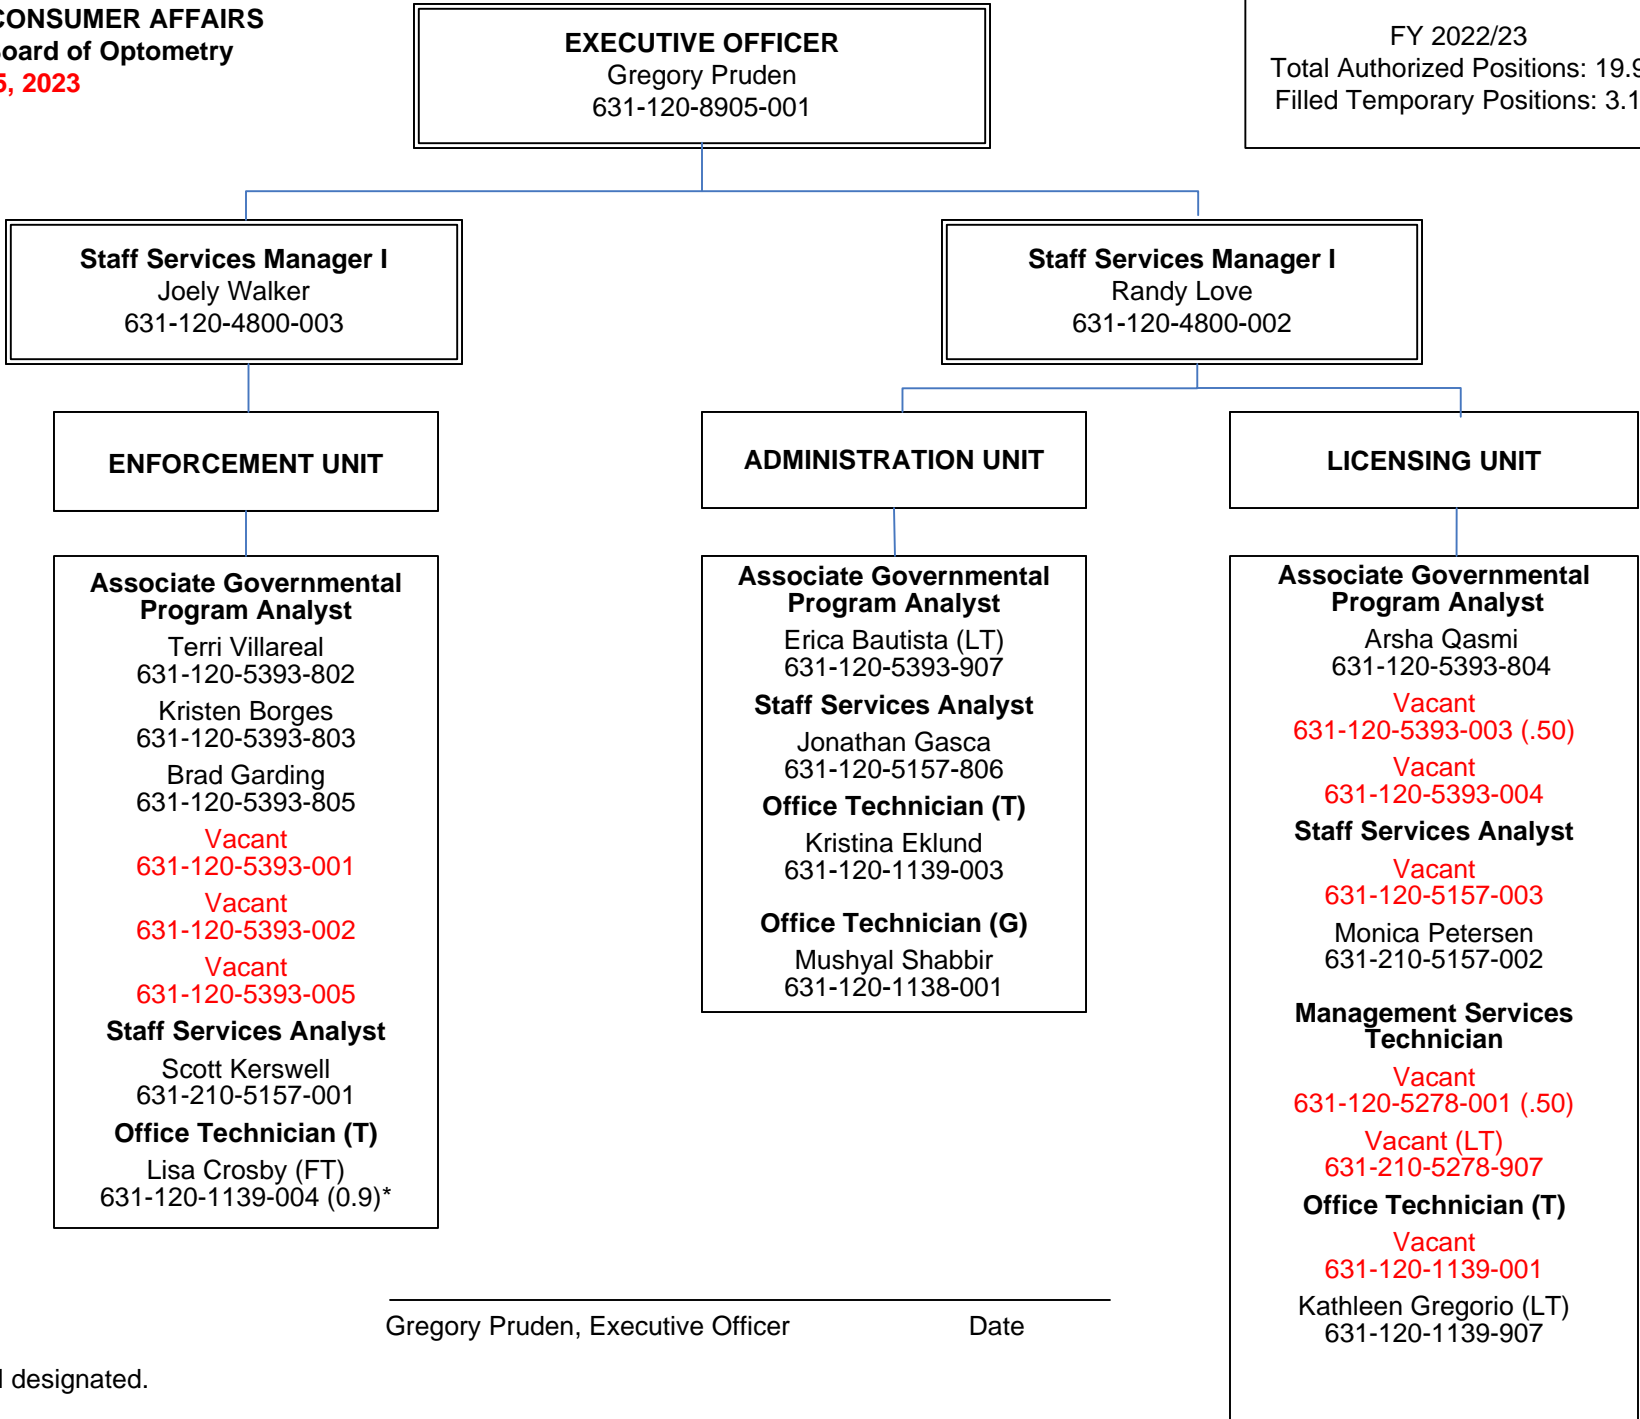 CONSUMER AFFAIRS
Board of Optometry
5, 2023
EXECUTIVE OFFICER
Gregory Pruden
631-120-8905-001
FY 2022/23
Total Authorized Positions: 19.9
Filled Temporary Positions: 3.1
Staff Services Manager I
Joely Walker
631-120-4800-003
Staff Services Manager I
Randy Love
631-120-4800-002
ENFORCEMENT UNIT
ADMINISTRATION UNIT
LICENSING UNIT
Associate Governmental
Program Analyst
Terri Villareal
631-120-5393-802
Kristen Borges
631-120-5393-803
Brad Garding
631-120-5393-805
Vacant
631-120-5393-001
Vacant
631-120-5393-002
Vacant
631-120-5393-005
Staff Services Analyst
Scott Kerswell
631-210-5157-001
Office Technician (T)
Lisa Crosby (FT)
631-120-1139-004 (0.9)*
Associate Governmental
Program Analyst
Erica Bautista (LT)
631-120-5393-907
Staff Services Analyst
Jonathan Gasca
631-120-5157-806
Office Technician (T)
Kristina Eklund
631-120-1139-003
Office Technician (G)
Mushyal Shabbir
631-120-1138-001
Associate Governmental
Program Analyst
Arsha Qasmi
631-120-5393-804
Vacant
631-120-5393-003 (.50)
Vacant
631-120-5393-004
Staff Services Analyst
Vacant
631-120-5157-003
Monica Petersen
631-210-5157-002
Management Services
Technician
Vacant
631-120-5278-001 (.50)
Vacant (LT)
631-210-5278-907
Office Technician (T)
Vacant
631-120-1139-001
Kathleen Gregorio (LT)
631-120-1139-907
Gregory Pruden, Executive Officer Date
designated.